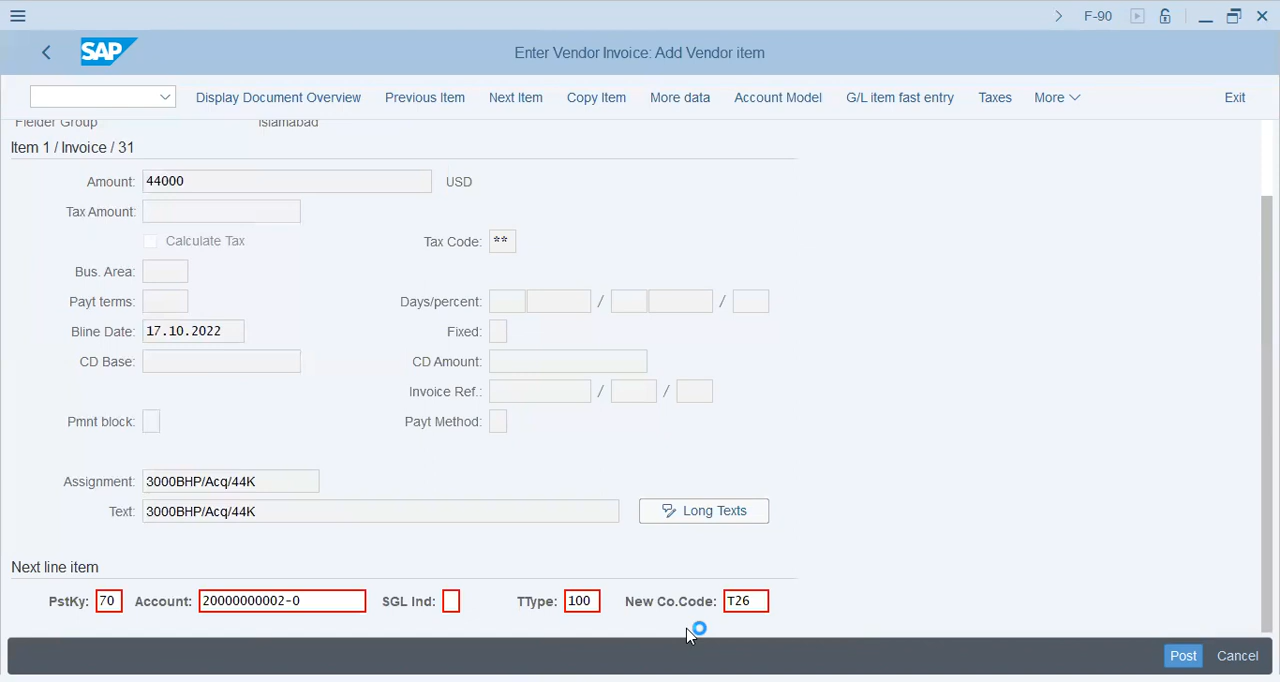 F-90
SAP Enter Vendor Invoice: Add Vendor item
Display Document Overview Previous Item Next Item Copy Item More data Account Model G/L item fast entry Taxes More Exit
Fielder Group Islamabad
Item 1 / Invoice / 31
Amount: 44000 USD
Tax Amount:
Calculate Tax Tax Code: **
Bus. Area:
Payt terms: Days/percent: / /
Bline Date: 17.10.2022 Fixed:
CD Base: CD Amount:
Invoice Ref.: / /
Pmnt block: Payt Method:
Assignment: 3000BHP/Acq/44K
Text: 3000BHP/Acq/44K Long Texts
Next line item
PstKy: 70 Account: 20000000002-0 SGL Ind: TType: 100 New Co.Code: T26
Post Cancel